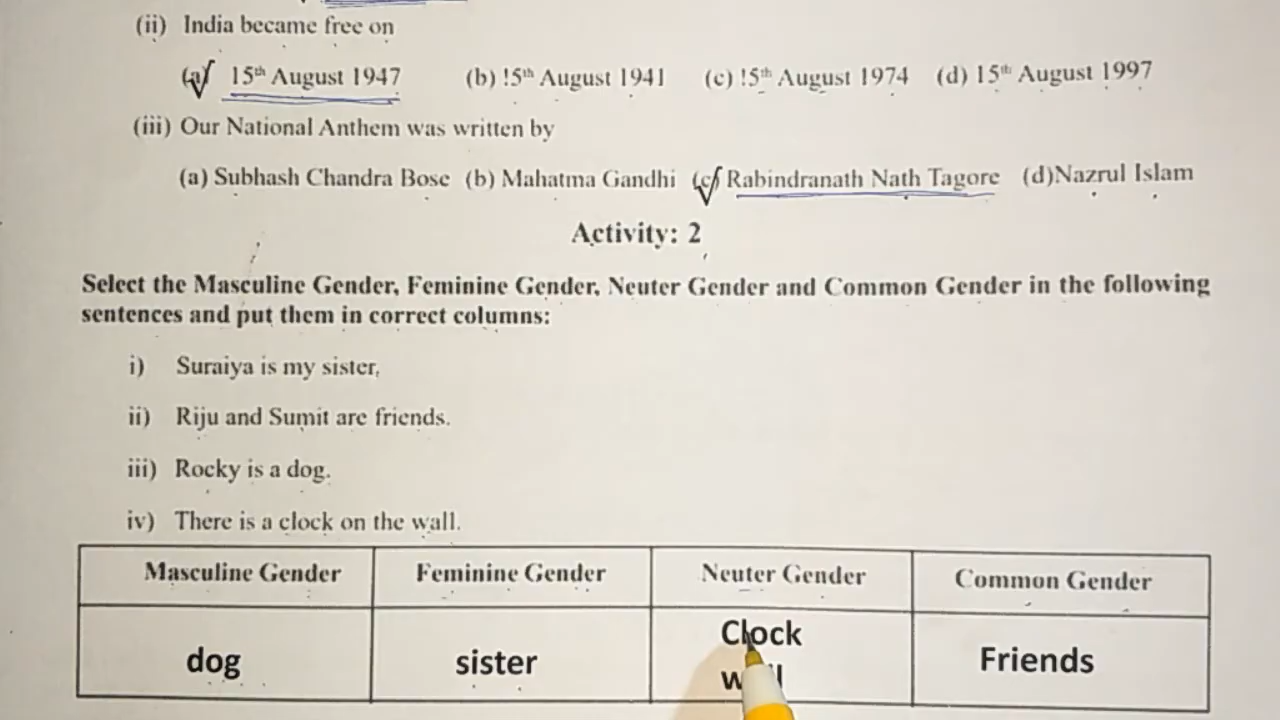 (ii) India became free on
(a) 15th August 1947 (b) !5th August 1941 (c) !5th August 1974 (d) 15th August 1997
(iii) Our National Anthem was written by
(a) Subhash Chandra Bose (b) Mahatma Gandhi (c) Rabindranath Nath Tagore (d)Nazrul Islam
Activity: 2
Select the Masculine Gender, Feminine Gender, Neuter Gender and Common Gender in the following
sentences and put them in correct columns:
i) Suraiya is my sister,
ii) Riju and Sumit are friends.
iii) Rocky is a dog.
iv) There is a clock on the wall.
Masculine Gender Feminine Gender Neuter Gender Common Gender
dog sister Clock Friends